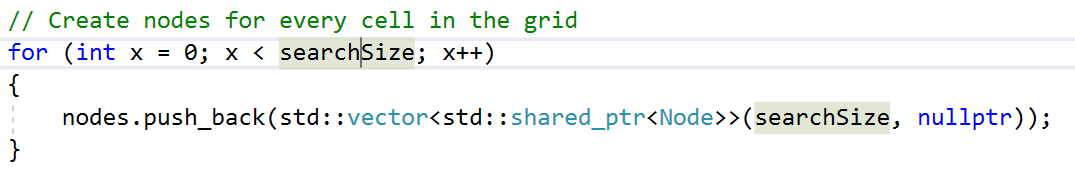 // Create nodes for every cell in the grid
for (int x = 0; x < searchSize; x++)
{
    nodes.push_back(std::vector<std::shared_ptr<Node>>(searchSize, nullptr));
}